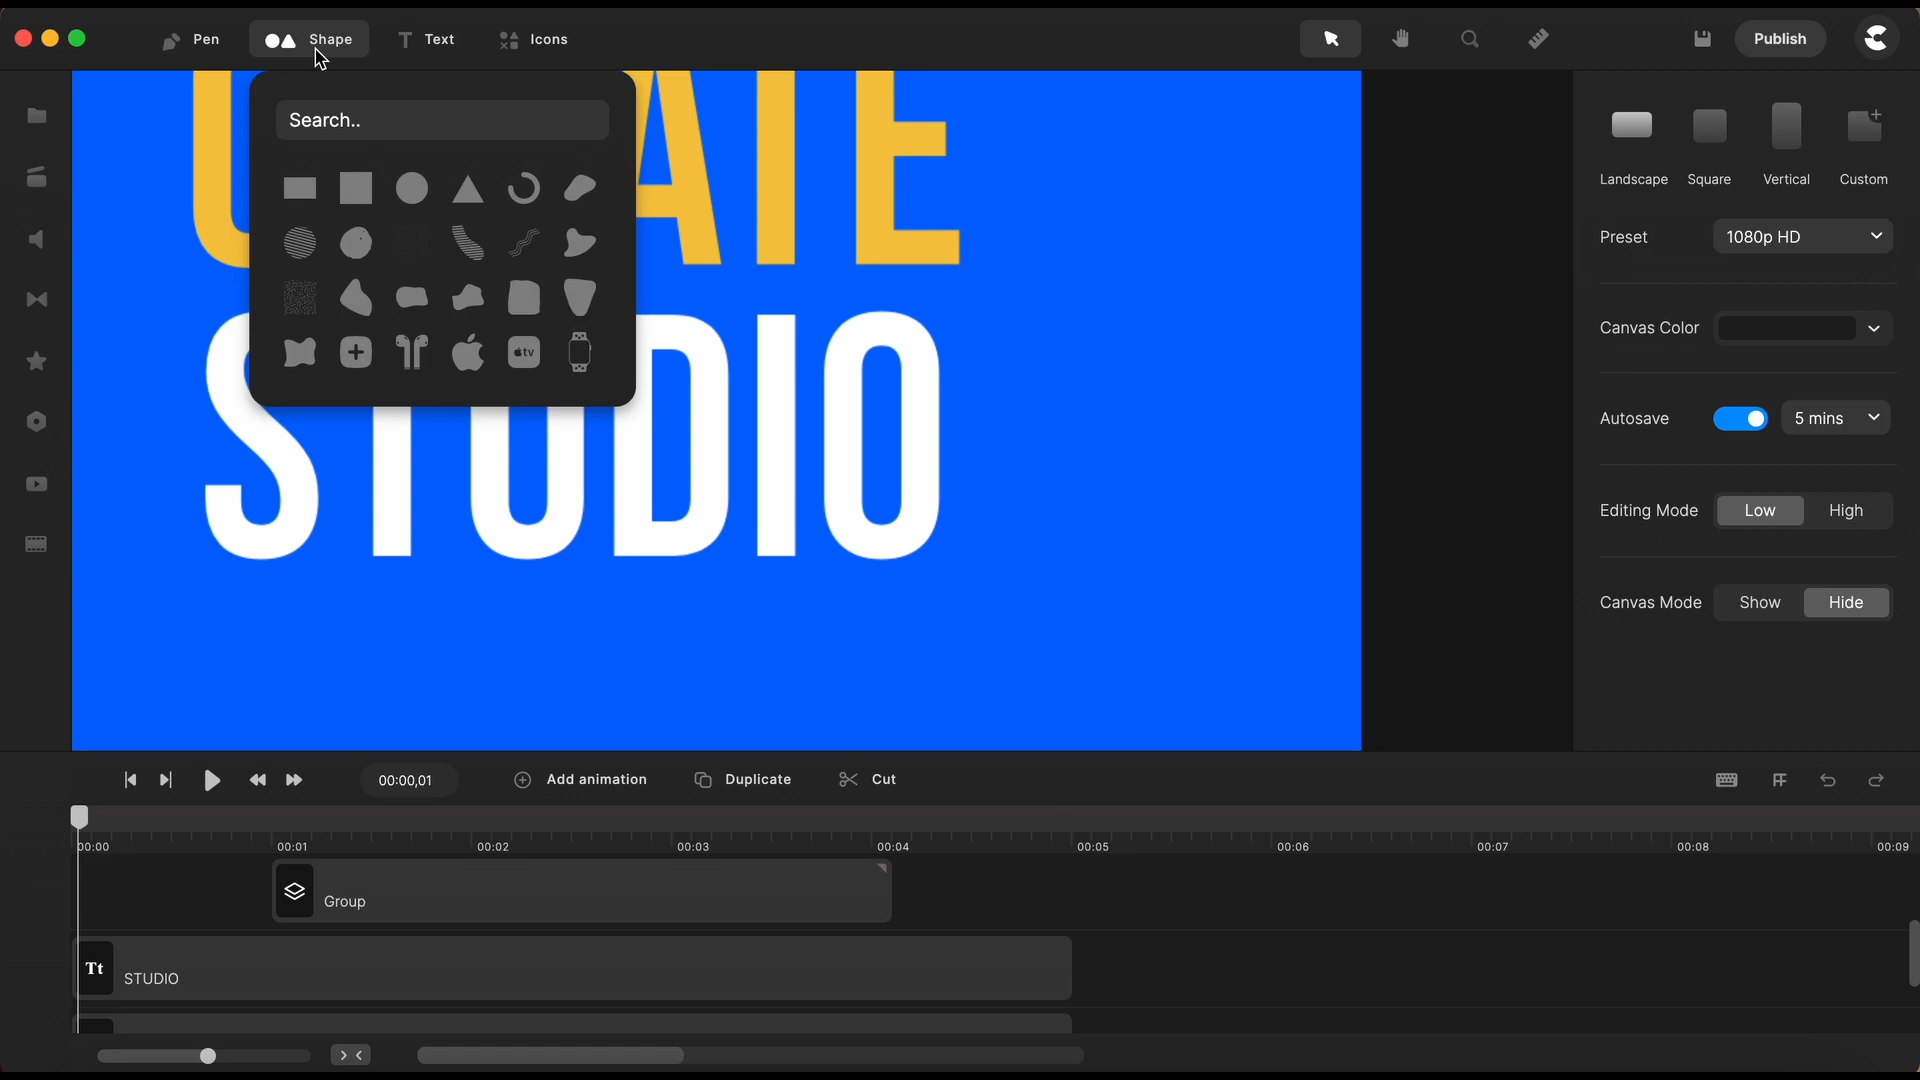 Pen
Shape
Text
Icons
Publish
Search..
STUDIO
Landscape
Square
Vertical
Custom
Preset
1080p HD
Canvas Color
Autosave
5 mins
Editing Mode
Low
High
Canvas Mode
Show
Hide
00:00,01
Add animation
Duplicate
Cut
00:00
00:01
00:02
00:03
00:04
00:05
00:06
00:07
00:08
00:09
Group
Tt
STUDIO
tv